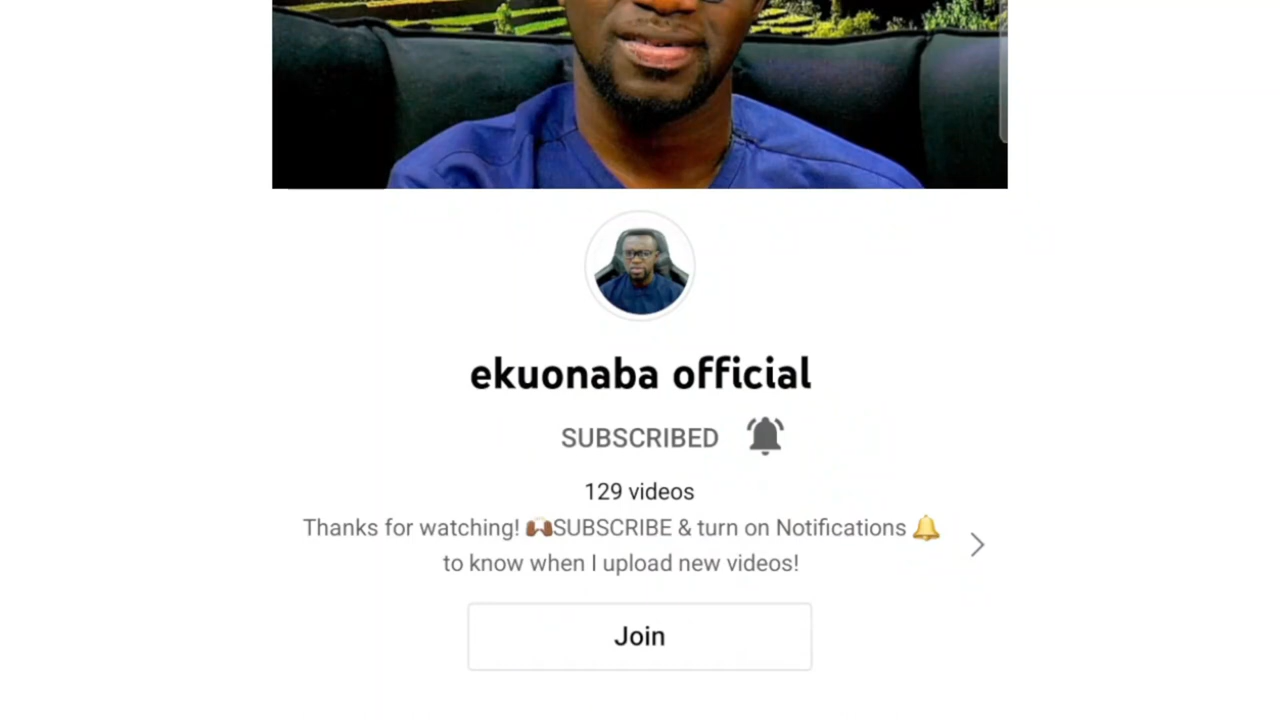 ekuonaba official
SUBSCRIBED
129 videos
Thanks for watching! 🙌🏾SUBSCRIBE & turn on Notifications 🔔
to know when I upload new videos!
Join